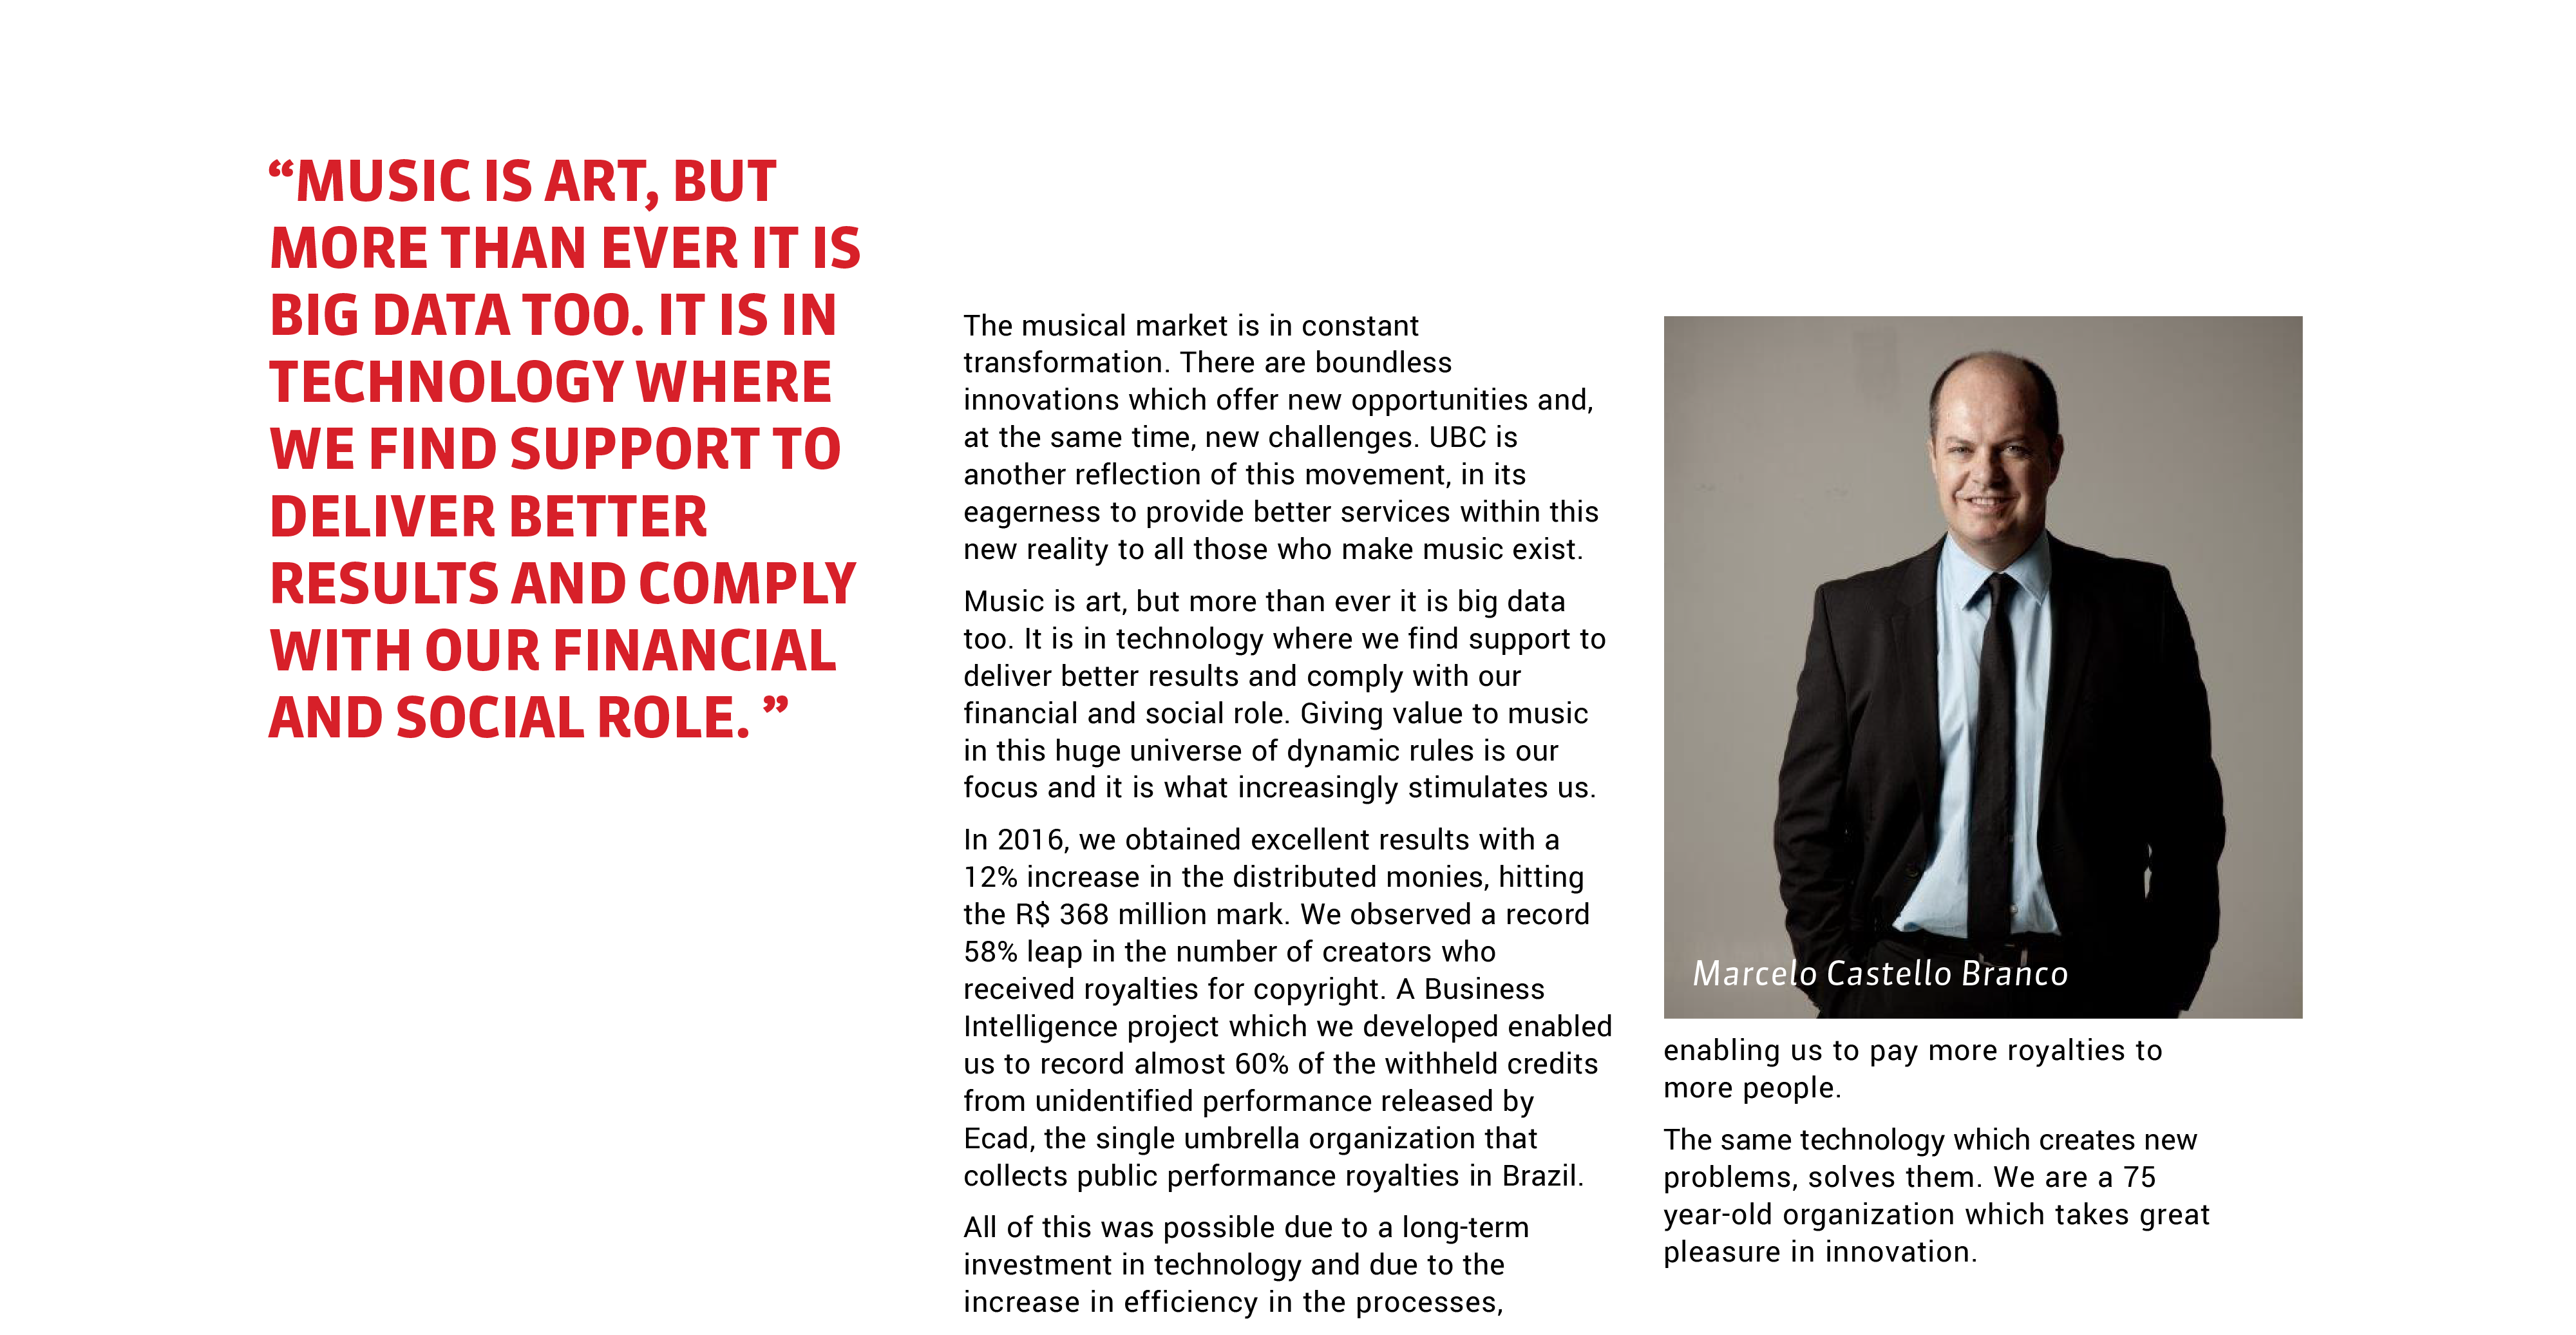 “MUSIC IS ART, BUT
MORE THAN EVER IT IS
BIG DATA TOO. IT IS IN
TECHNOLOGY WHERE
WE FIND SUPPORT TO
DELIVER BETTER
RESULTS AND COMPLY
WITH OUR FINANCIAL
AND SOCIAL ROLE. ”
The musical market is in constant
transformation. There are boundless
innovations which offer new opportunities and,
at the same time, new challenges. UBC is
another reflection of this movement, in its
eagerness to provide better services within this
new reality to all those who make music exist.
Music is art, but more than ever it is big data
too. It is in technology where we find support to
deliver better results and comply with our
financial and social role. Giving value to music
in this huge universe of dynamic rules is our
focus and it is what increasingly stimulates us.
In 2016, we obtained excellent results with a
12% increase in the distributed monies, hitting
the R$ 368 million mark. We observed a record
58% leap in the number of creators who
received royalties for copyright. A Business
Intelligence project which we developed enabled
us to record almost 60% of the withheld credits
from unidentified performance released by
Ecad, the single umbrella organization that
collects public performance royalties in Brazil.
All of this was possible due to a long-term
investment in technology and due to the
increase in efficiency in the processes,
Marcelo Castello Branco
enabling us to pay more royalties to
more people.
The same technology which creates new
problems, solves them. We are a 75
year-old organization which takes great
pleasure in innovation.